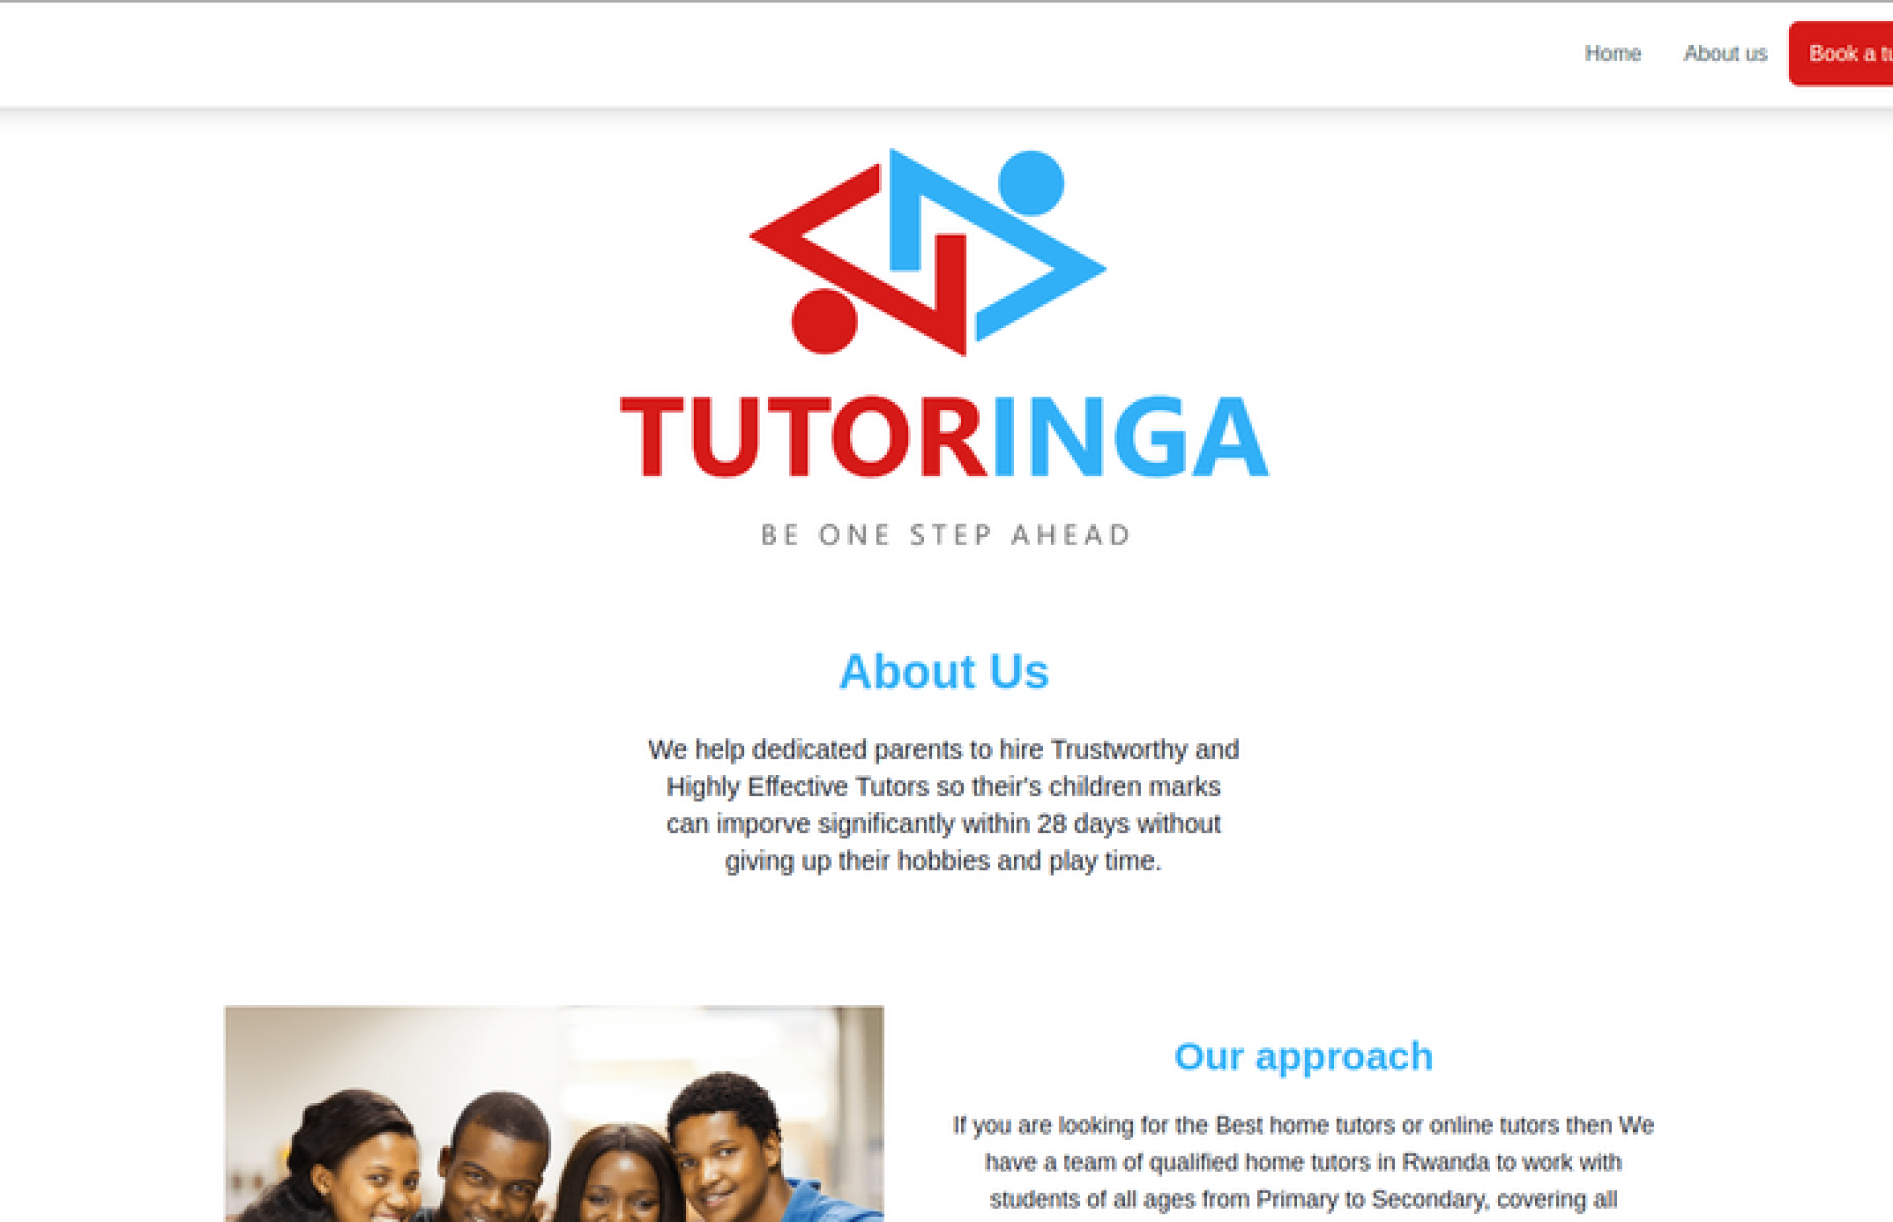 Home About us Book a
TUTORINGA
BE ONE STEP AHEAD
About Us
We help dedicated parents to hire Trustworthy and
Highly Effective Tutors so their's children marks
can imporve significantly within 28 days without
giving up their hobbies and play time.
Our approach
If you are looking for the Best home tutors or online tutors then We
have a team of qualified home tutors in Rwanda to work with
students of all ages from Primary to Secondary, covering all